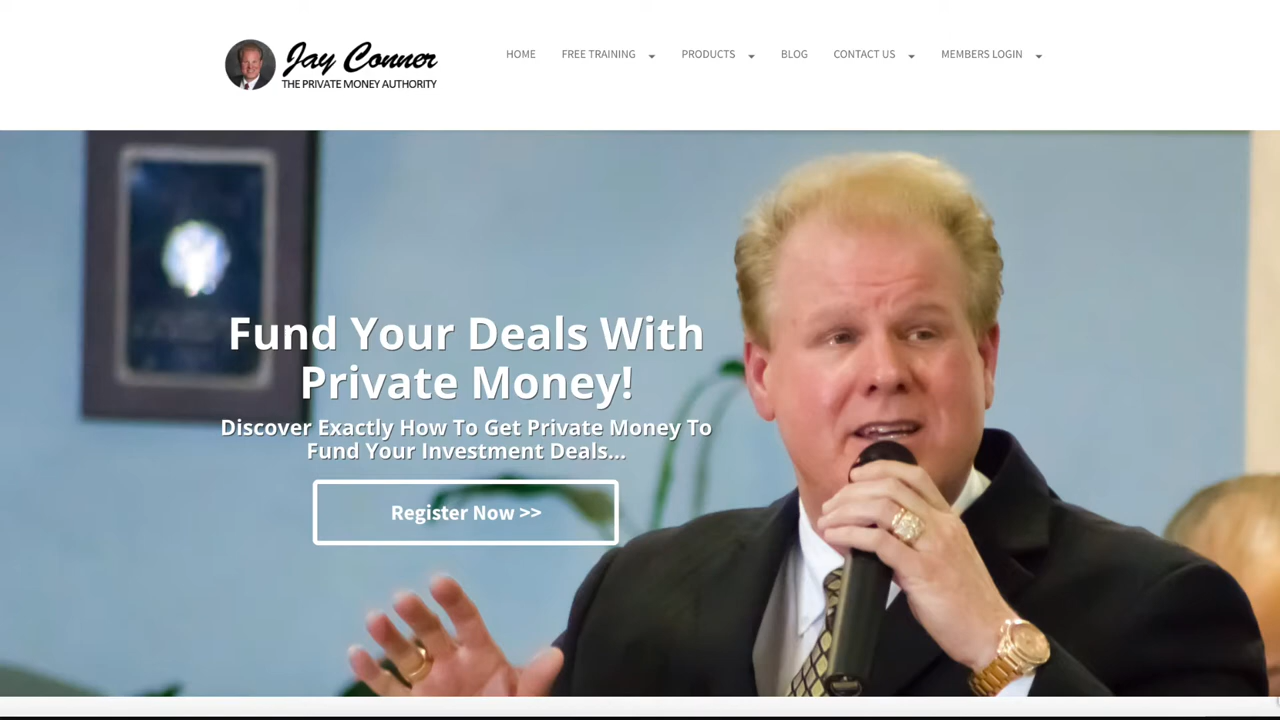 Jay Conner
THE PRIVATE MONEY AUTHORITY
HOME FREE TRAINING PRODUCTS BLOG CONTACT US MEMBERS LOGIN
Fund Your Deals With
Private Money!
Discover Exactly How To Get Private Money To
Fund Your Investment Deals...
Register Now >>